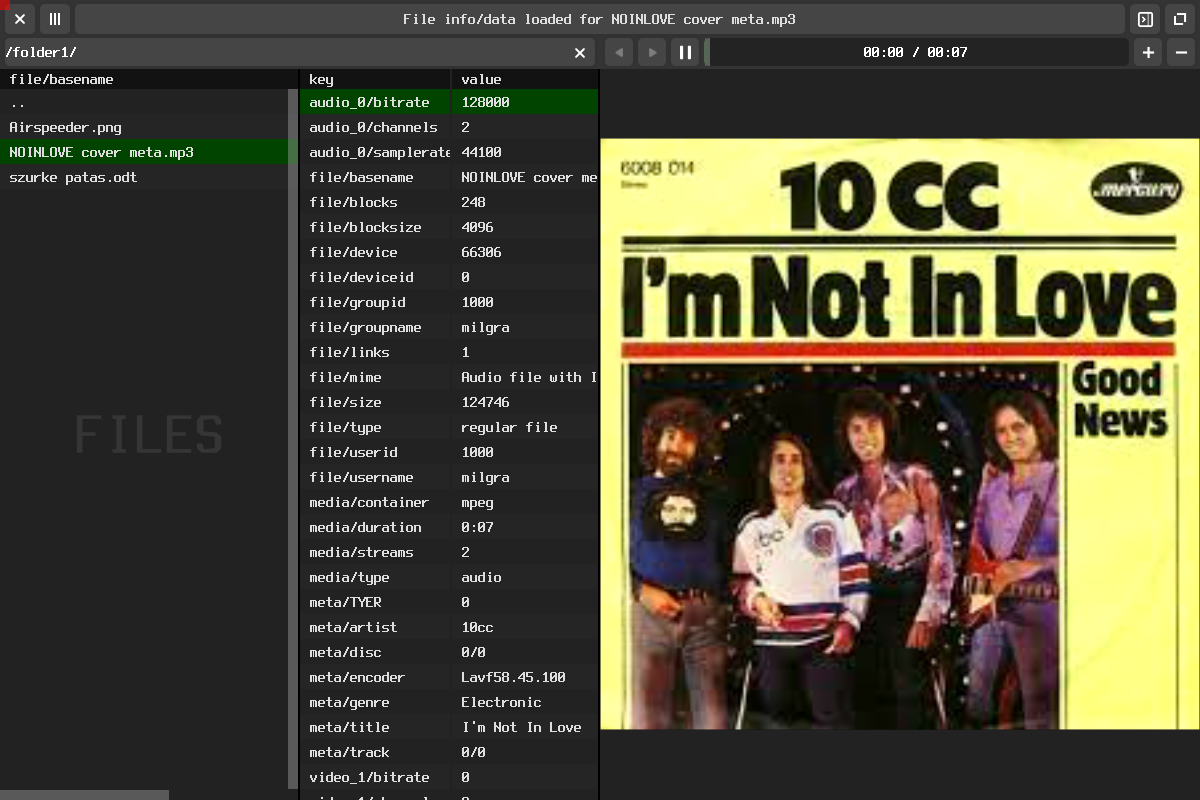 File info/data loaded for NOINLOVE cover meta.mp3
/folder1/
00:00 / 00:07
file/basename
..
Airspeeder.png
NOINLOVE cover meta.mp3
szurke patas.odt
FILES
key value
audio_0/bitrate 128000
audio_0/channels 2
audio_0/samplerate 44100
file/basename NOINLOVE cover me
file/blocks 248
file/blocksize 4096
file/device 66306
file/deviceid 0
file/groupid 1000
file/groupname milgra
file/links 1
file/mime Audio file with I
file/size 124746
file/type regular file
file/userid 1000
file/username milgra
media/container mpeg
media/duration 0:07
media/streams 2
media/type audio
meta/TYER 0
meta/artist 10cc
meta/disc 0/0
meta/encoder Lavf58.45.100
meta/genre Electronic
meta/title I'm Not In Love
meta/track 0/0
video_1/bitrate 0
6008 014
Stereo
10 CC
mercury
I'm Not In Love
Good
News